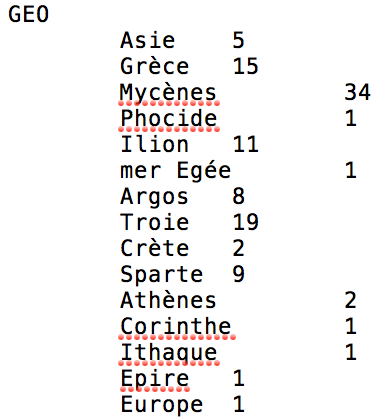 GEO
Asie 5
Grèce 15
Mycènes 34
Phocide 1
Ilion 11
mer Egée 1
Argos 8
Troie 19
Crète 2
Sparte 9
Athènes 2
Corinthe 1
Ithaque 1
Epire 1
Europe 1